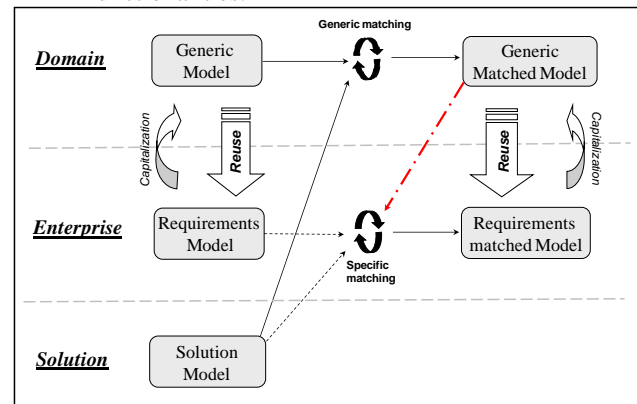 Generic matching
Domain
Generic
Model
Generic
Matched Model
Capitalization
Reuse
Reuse
Capitalization
Enterprise
Requirements
Model
Requirements
matched Model
Specific
matching
Solution
Solution
Model